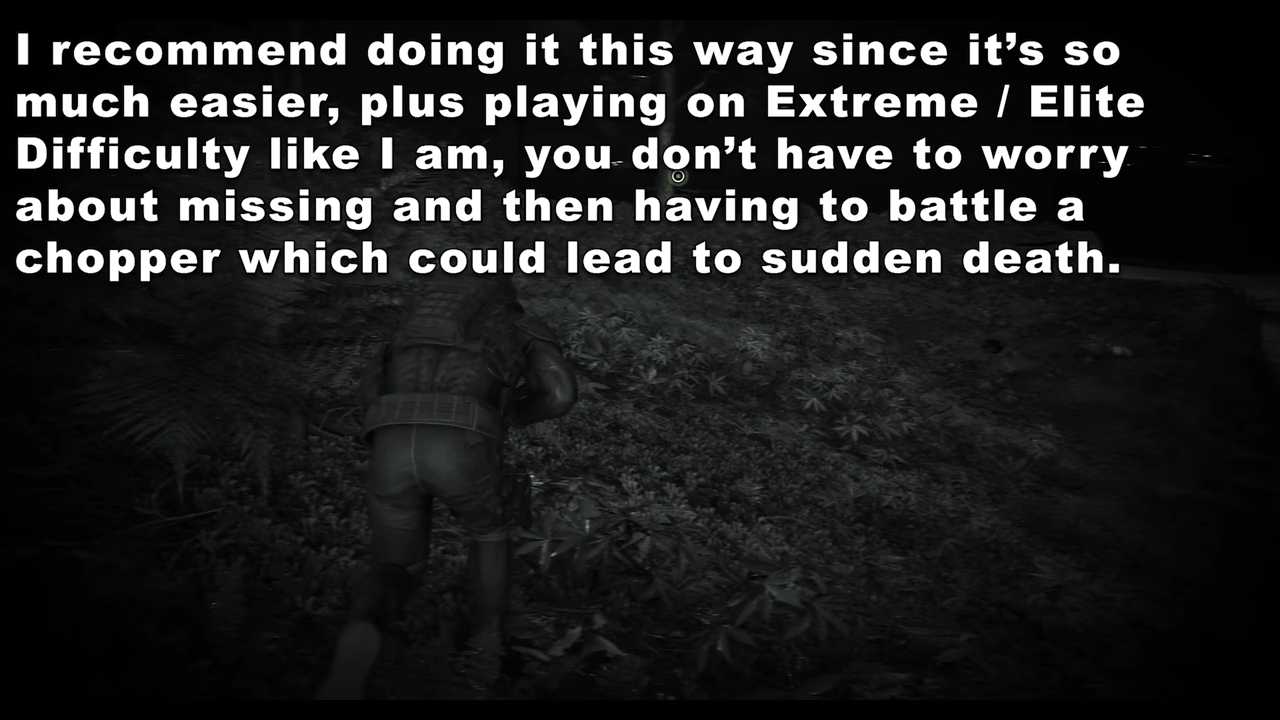 I recommend doing it this way since it’s so
much easier, plus playing on Extreme / Elite
Difficulty like I am, you don’t have to worry
about missing and then having to battle a
chopper which could lead to sudden death.